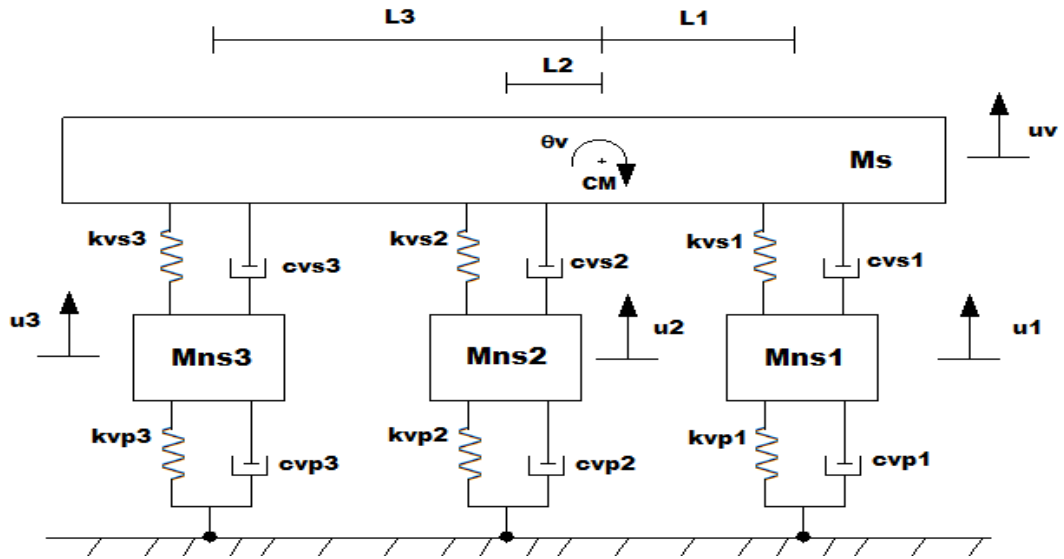 L3
L1
L2
uv
θv
Ms
CM
kvs3
cvs3
kvs2
cvs2
kvs1
cvs1
u3
u2
u1
Mns3
Mns2
Mns1
kvp3
cvp3
kvp2
cvp2
kvp1
cvp1